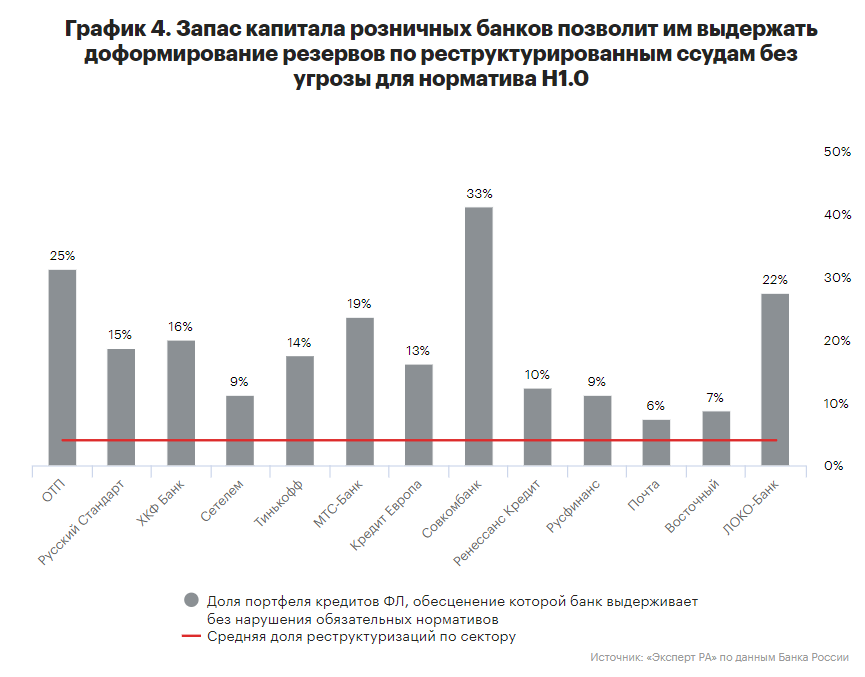 График 4. Запас капитала розничных банков позволит им выдержать
доформирование резервов по реструктурированным ссудам без
угрозы для норматива Н1.0
50%
40%
30%
20%
10%
0%
25%
15%
16%
9%
14%
19%
13%
33%
10%
9%
6%
7%
22%
ОТП
Русский Стандарт
ХКФ Банк
Сетелем
Тинькофф
МТС-Банк
Кредит Европа
Совкомбанк
Ренессанс Кредит
Русфинанс
Почта
Восточный
ЛОКО-Банк
Доля портфеля кредитов ФЛ, обесценение которой банк выдерживает
без нарушения обязательных нормативов
Средняя доля реструктуризаций по сектору
Источник: «Эксперт РА» по данным Банка России